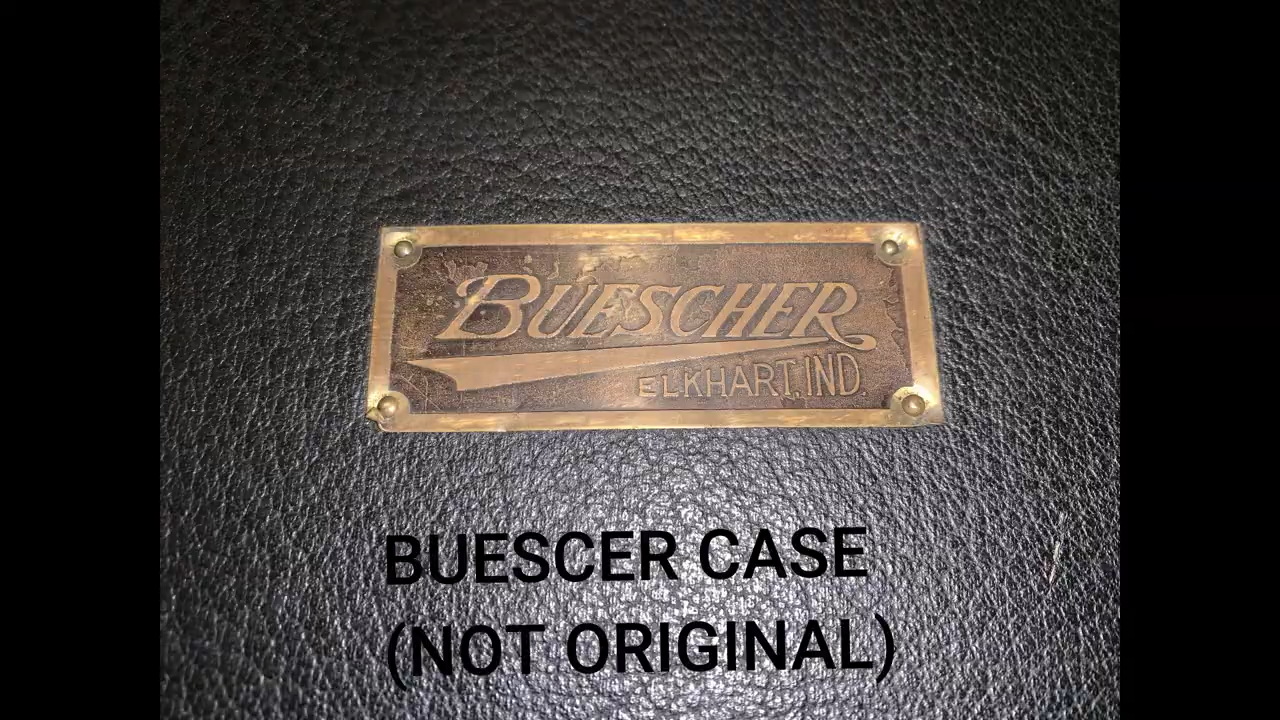 BUESCHER
ELKHART, IND.
BUESCER CASE
(NOT ORIGINAL)